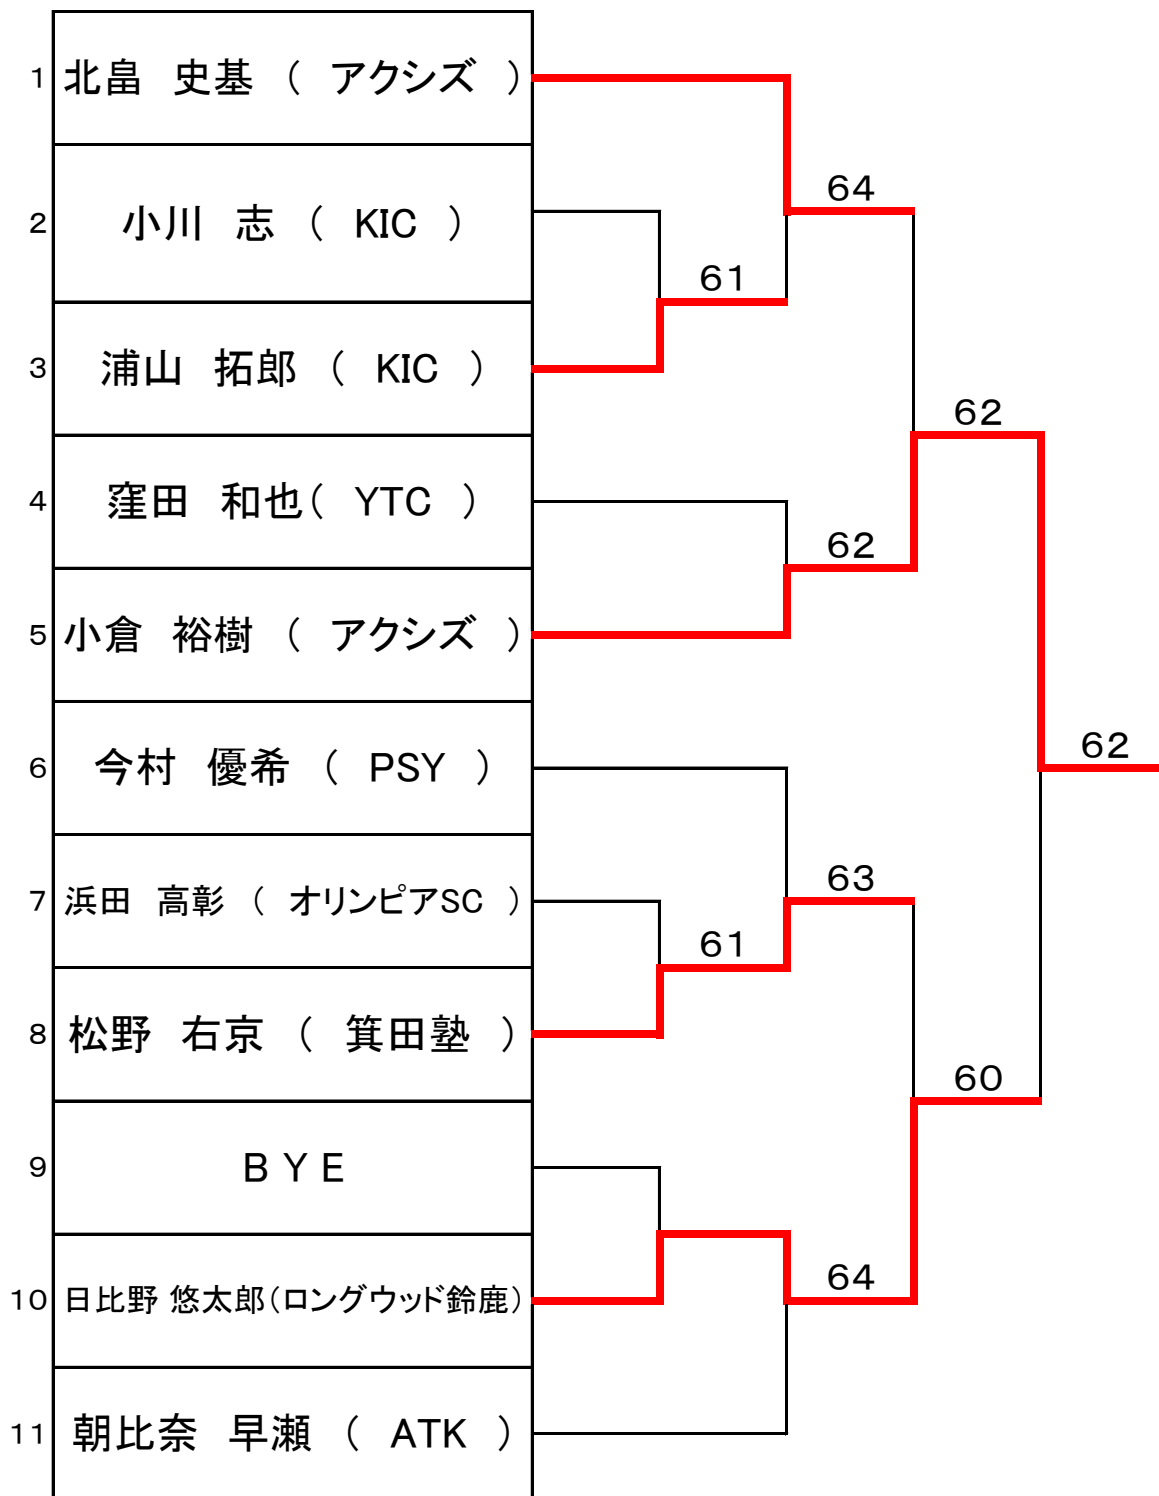 1 北畠　史基　（　アクシズ　）
64
2 小川　志　（　KIC　）
61
3 浦山　拓郎　（　KIC　）
62
4 窪田　和也（　YTC　）
62
5 小倉　裕樹　（　アクシズ　）
62
6 今村　優希　（　PSY　）
63
7 浜田　高彰　（　オリンピアSC　）
61
8 松野　右京　（　箕田塾　）
60
9 ＢＹＥ
64
10 日比野 悠太郎（ロングウッド鈴鹿）
11 朝比奈　早瀬　（　ATK　）